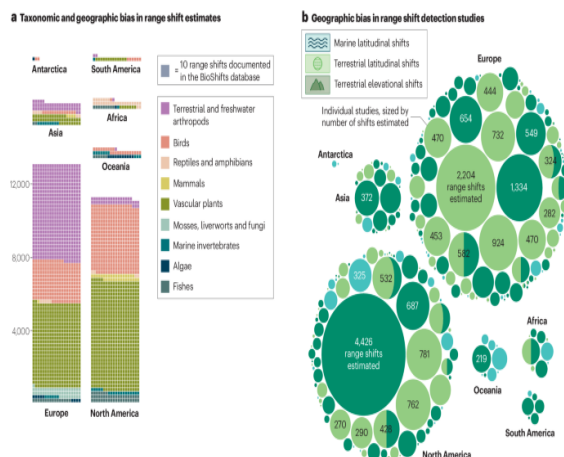 a Taxonomic and geographic bias in range shift estimates
Antarctica
South America
= 10 range shifts documented
in the BioShifts database
Asia
Africa
Oceania
Terrestrial and freshwater
arthropods
Birds
Reptiles and amphibians
Mammals
Vascular plants
Mosses, liverworts and fungi
Marine invertebrates
Algae
Fishes
12,000
8,000
4,000
Europe
North America
b Geographic bias in range shift detection studies
Marine latitudinal shifts
Terrestrial latitudinal shifts
Terrestrial elevational shifts
Individual studies, sized by
number of shifts estimated
Europe
444
654
549
470
732
324
2,204
range shifts
estimated
1,334
282
453
582
924
470
Antarctica
Asia
372
325
532
687
4,426
range shifts
estimated
781
762
270
290
428
North America
219
Oceania
Africa
South America